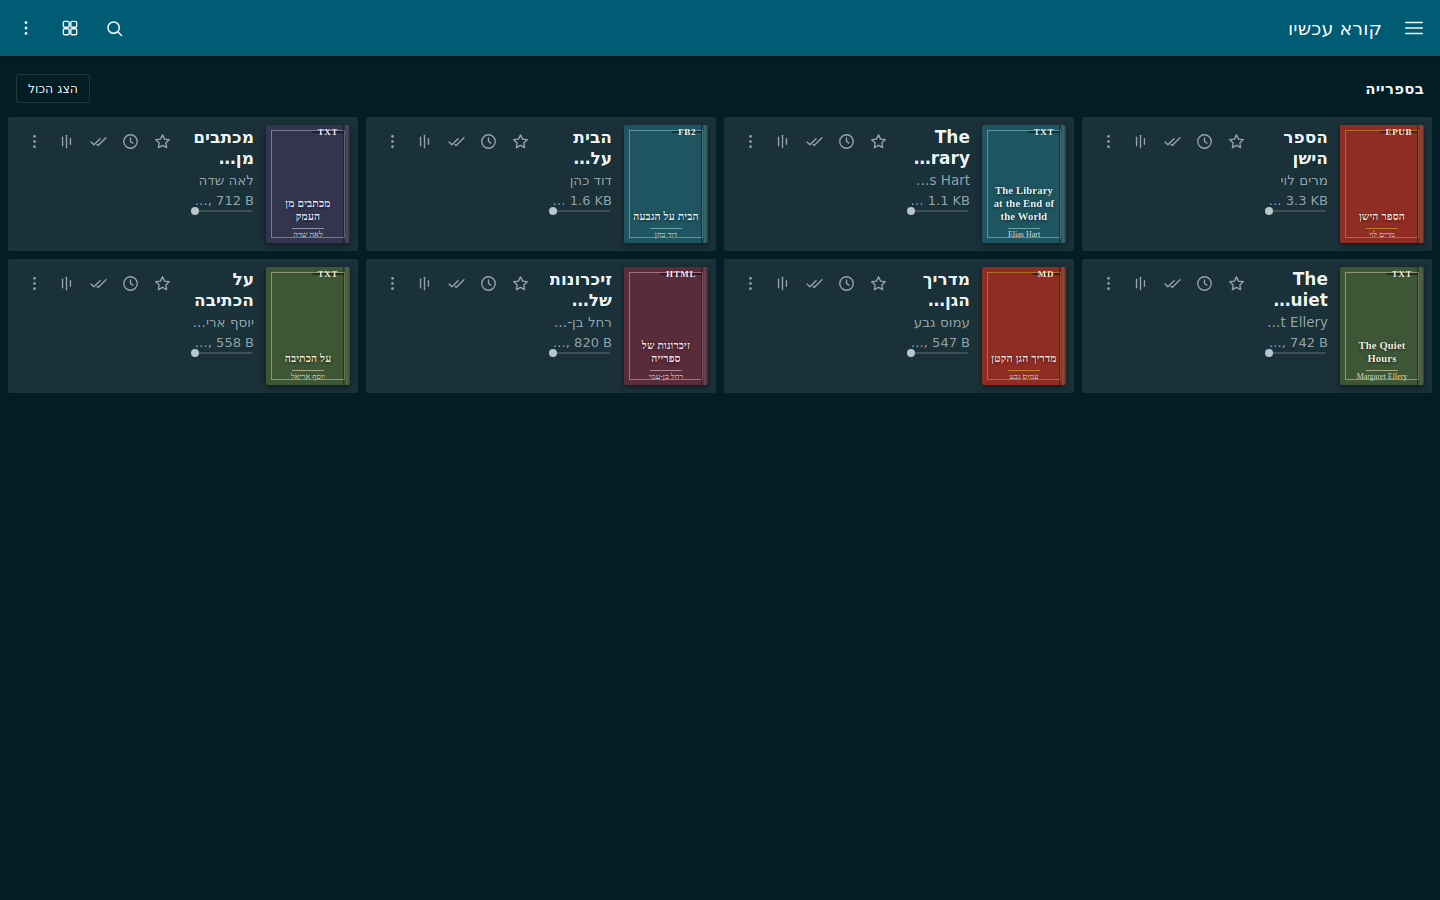 קורא עכשיו
בספרייה
הצג הכול
EPUB
הספר הישן
מרים לוי
הספר
הישן
מרים לוי
3.3 KB ...
TXT
The Library
at the End of
the World
Elias Hart
The
...rary
...s Hart
1.1 KB ...
FB2
הבית על הגבעה
דוד כהן
הבית
על...
דוד כהן
1.6 KB ...
TXT
מכתבים מן
העמק
לאה שדה
מכתבים
מן...
לאה שדה
712 B ,...
TXT
The Quiet
Hours
Margaret Ellery
The
...uiet
...t Ellery
742 B ,...
MD
מדריך הגן הקטן
עמוס גבע
מדריך
הגן...
עמוס גבע
547 B ,...
HTML
זיכרונות של
ספרייה
רחל בן-עמי
זיכרונות
של...
רחל בן-...
820 B ,...
TXT
על הכתיבה
יוסף אריאל
על
הכתיבה
יוסף ארי...
558 B ,...